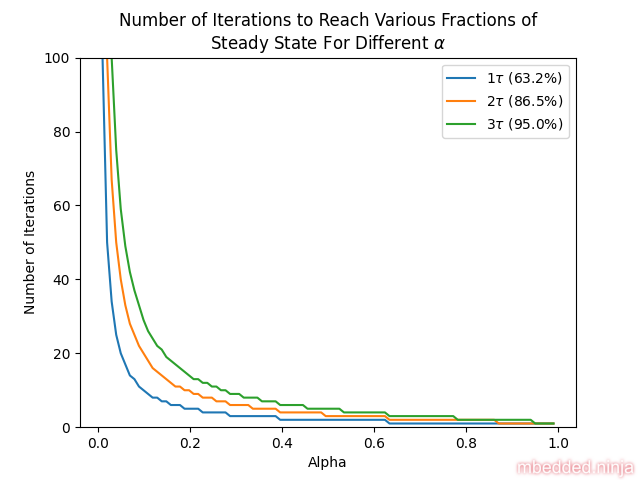 Number of Iterations to Reach Various Fractions of
Steady State For Different α
Number of Iterations
100
80
60
40
20
0
1τ (63.2%)
2τ (86.5%)
3τ (95.0%)
0.0 0.2 0.4 0.6 0.8 1.0
Alpha
mbedded.ninja